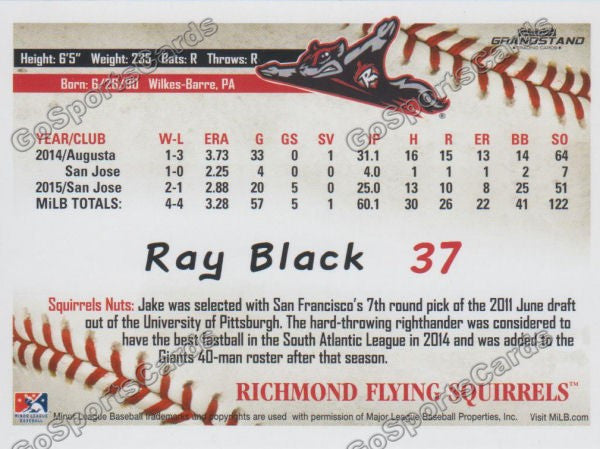 GRANDSTAND
TRADING CARDS
Height: 6'5" Weight: 235 Bats: R Throws: R
Born: 6/26/90 Wilkes-Barre, PA
YEAR/CLUB W-L ERA G GS SV IP H R ER BB SO
2014/Augusta 1-3 3.73 33 0 1 31.1 16 15 13 14 64
San Jose 1-0 2.25 4 0 0 4.0 1 1 1 2 7
2015/San Jose 2-1 2.88 20 5 0 25.0 13 10 8 25 51
MiLB TOTALS: 4-4 3.28 57 5 1 60.1 30 26 22 41 122
Ray Black 37
Squirrels Nuts: Jake was selected with San Francisco's 7th round pick of the 2011 June draft
out of the University of Pittsburgh. The hard-throwing righthander was considered to
have the best fastball in the South Atlantic League in 2014 and was added to the
Giants 40-man roster after that season.
RICHMOND FLYING SQUIRRELS™
MINOR LEAGUE
BASEBALL
Minor League Baseball trademarks and copyrights are used with permission of Major League Baseball Properties, Inc. Visit MiLB.com
GoSportsCards